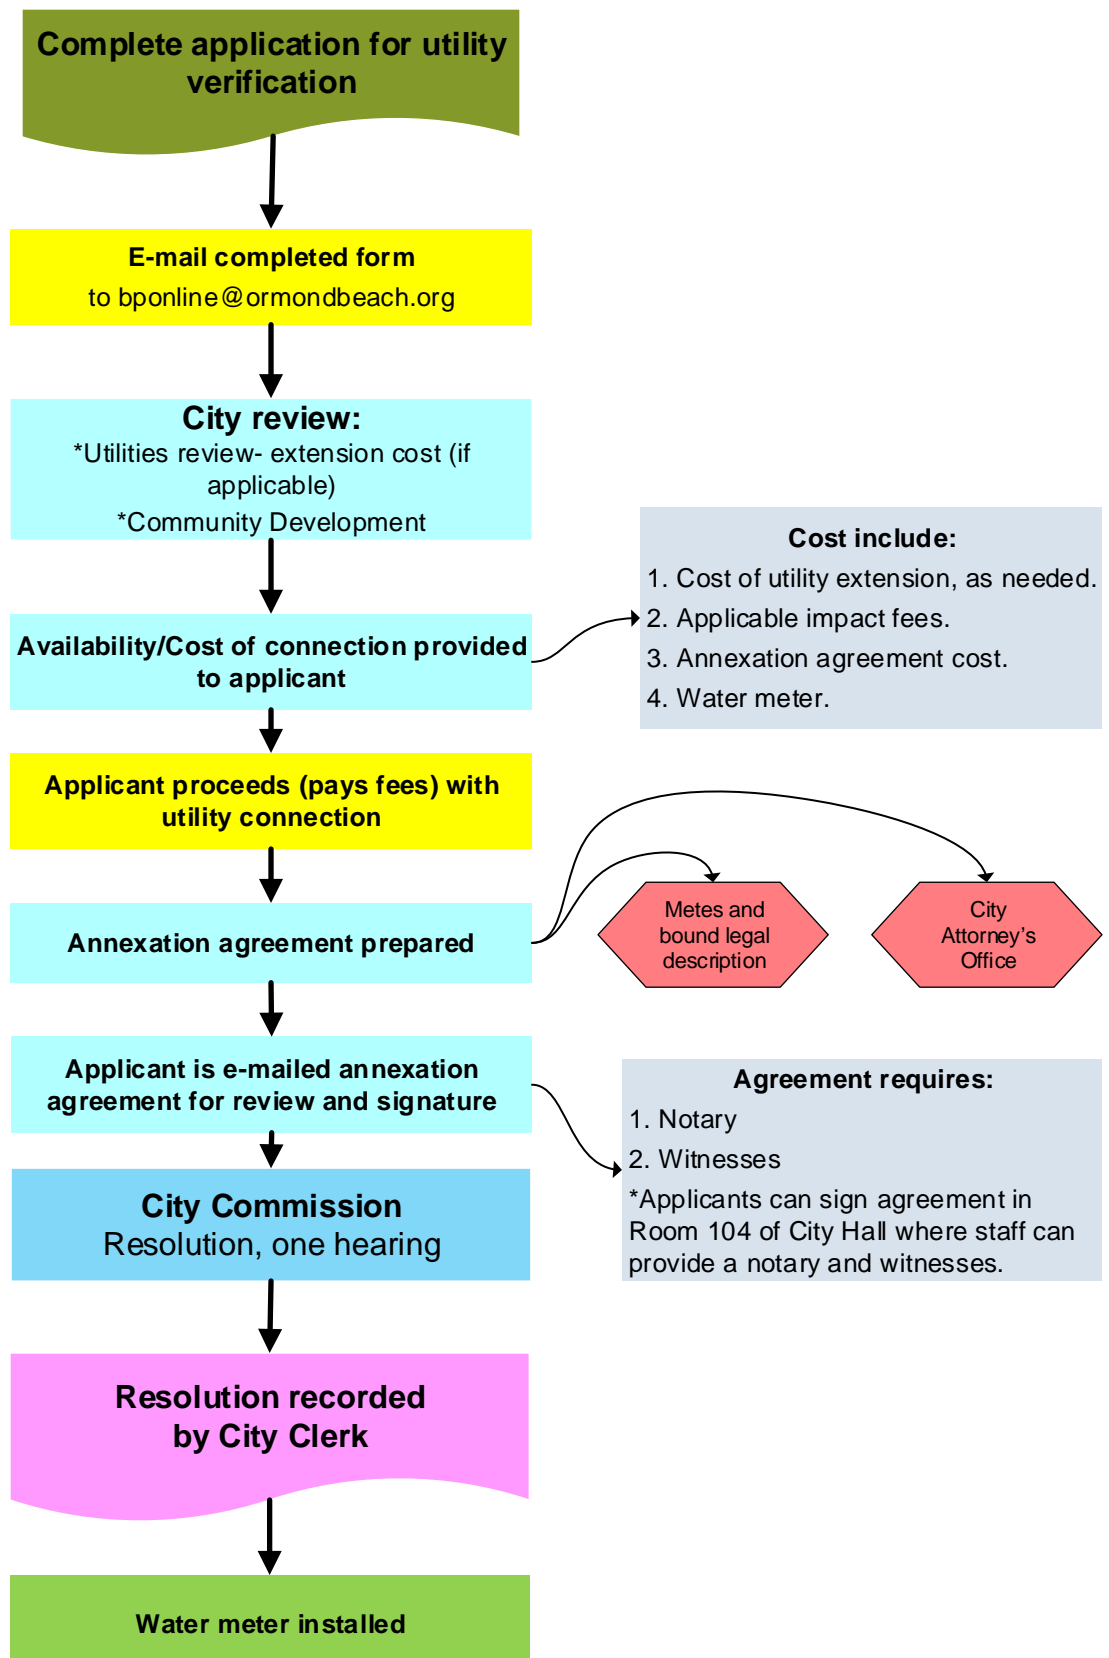 Complete application for utility
verification
E-mail completed form
to bponline@ormondbeach.org
City review:
*Utilities review- extension cost (if
applicable)
*Community Development
Cost include:
1. Cost of utility extension, as needed.
2. Applicable impact fees.
3. Annexation agreement cost.
4. Water meter.
Availability/Cost of connection provided
to applicant
Applicant proceeds (pays fees) with
utility connection
Annexation agreement prepared
Metes and
bound legal
description
City
Attorney’s
Office
Applicant is e-mailed annexation
agreement for review and signature
Agreement requires:
1. Notary
2. Witnesses
*Applicants can sign agreement in
Room 104 of City Hall where staff can
provide a notary and witnesses.
City Commission
Resolution, one hearing
Resolution recorded
by City Clerk
Water meter installed